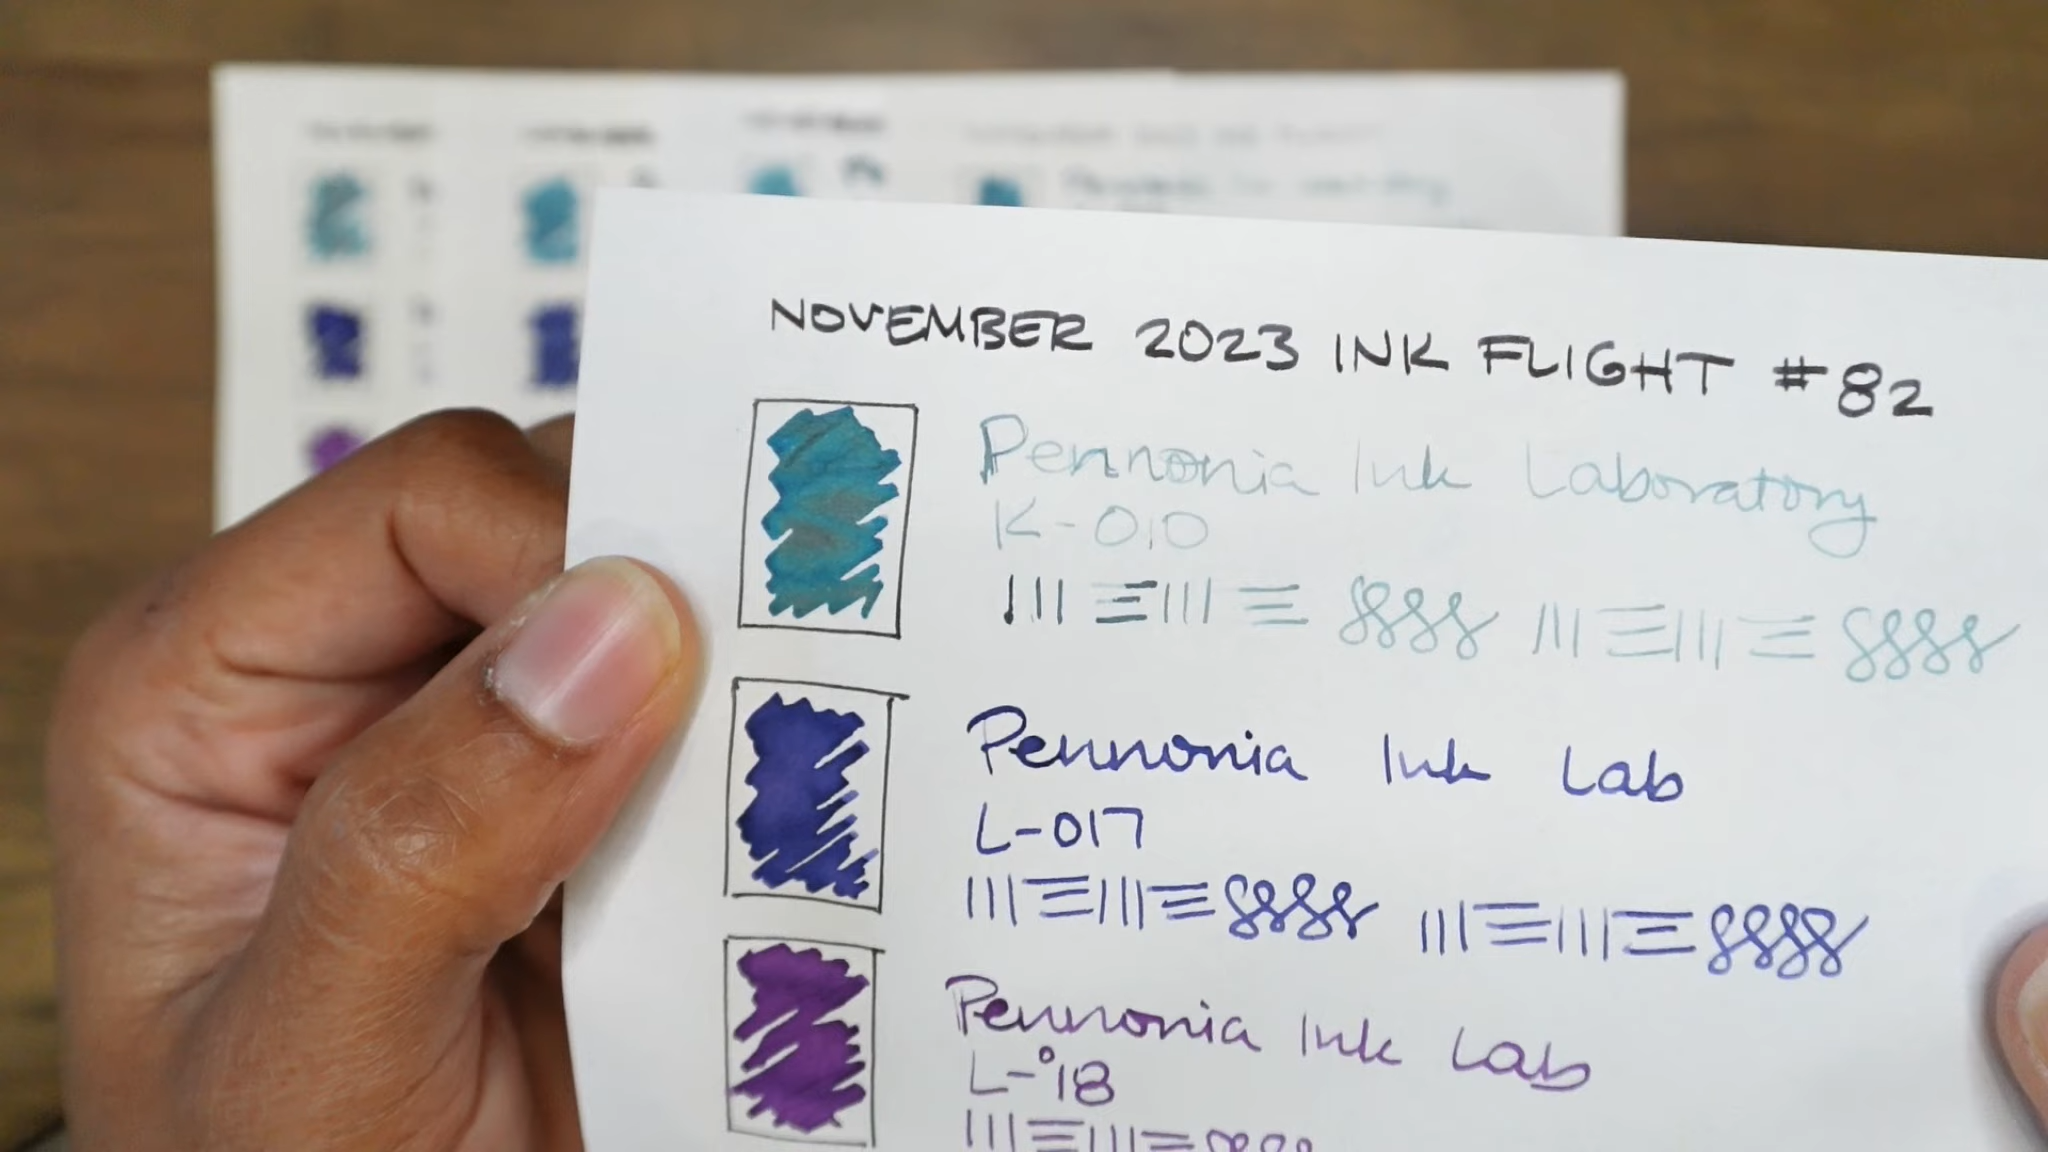 NOVEMBER 2023 INK FLIGHT #82
Pennonia Ink Laboratory
K-010
Pennonia Ink Lab
L-017
Pennonia Ink Lab
L-018